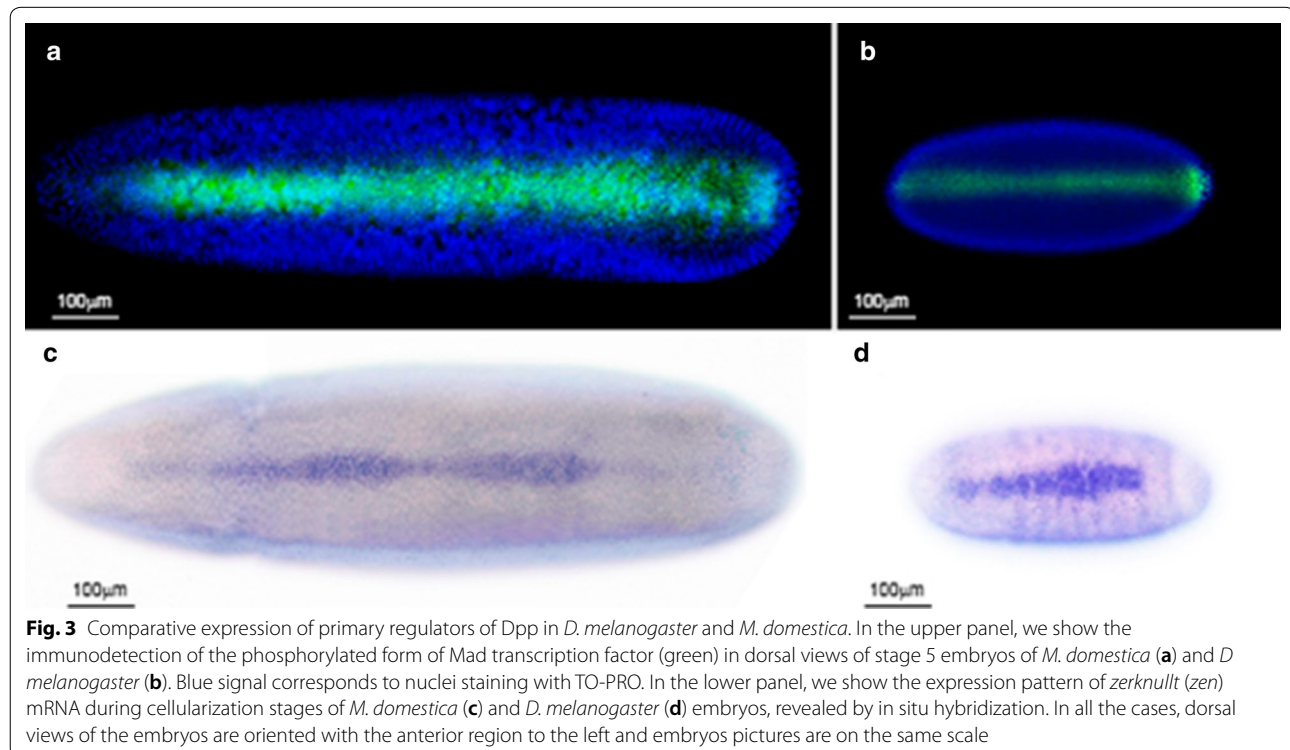 a
b
100μm
100μm
c
d
100μm
100μm
Fig. 3 Comparative expression of primary regulators of Dpp in D. melanogaster and M. domestica. In the upper panel, we show the
immunodetection of the phosphorylated form of Mad transcription factor (green) in dorsal views of stage 5 embryos of M. domestica (a) and D
melanogaster (b). Blue signal corresponds to nuclei staining with TO-PRO. In the lower panel, we show the expression pattern of zerknullt (zen)
mRNA during cellularization stages of M. domestica (c) and D. melanogaster (d) embryos, revealed by in situ hybridization. In all the cases, dorsal
views of the embryos are oriented with the anterior region to the left and embryos pictures are on the same scale